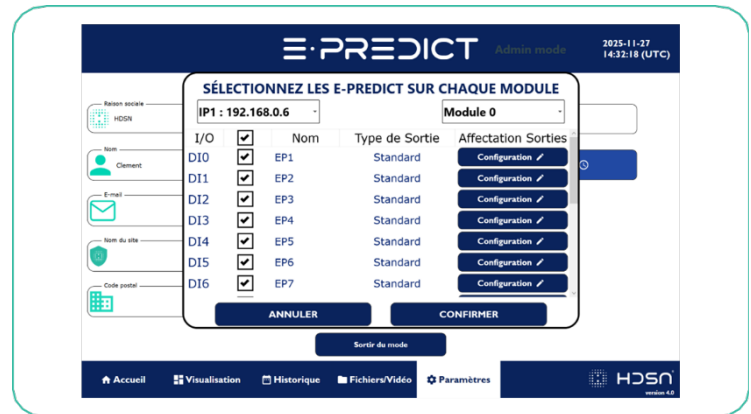 E·PREDICT
Admin mode
2025-11-27
14:32:18 (UTC)
SÉLECTIONNEZ LES E-PREDICT SUR CHAQUE MODULE
IP1 : 192.168.0.6
Module 0
Raison sociale
HDSN
Nom
Clement
E-mail
Nom du site
Code postal
I/O Nom Type de Sortie Affectation Sorties
DI0 EP1 Standard Configuration
DI1 EP2 Standard Configuration
DI2 EP3 Standard Configuration
DI3 EP4 Standard Configuration
DI4 EP5 Standard Configuration
DI5 EP6 Standard Configuration
DI6 EP7 Standard Configuration
ANNULER
CONFIRMER
Sortir du mode
Accueil
Visualisation
Historique
Fichiers/Vidéo
Paramètres
HDSN
version 4.0